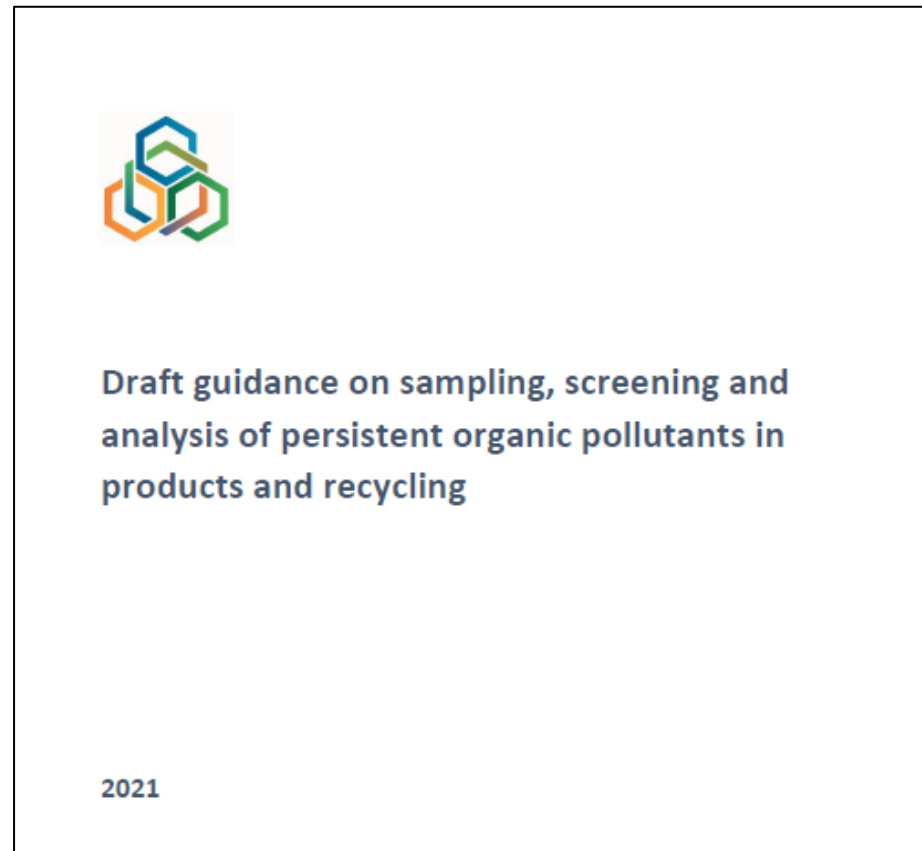 Draft guidance on sampling, screening and
analysis of persistent organic pollutants in
products and recycling
2021